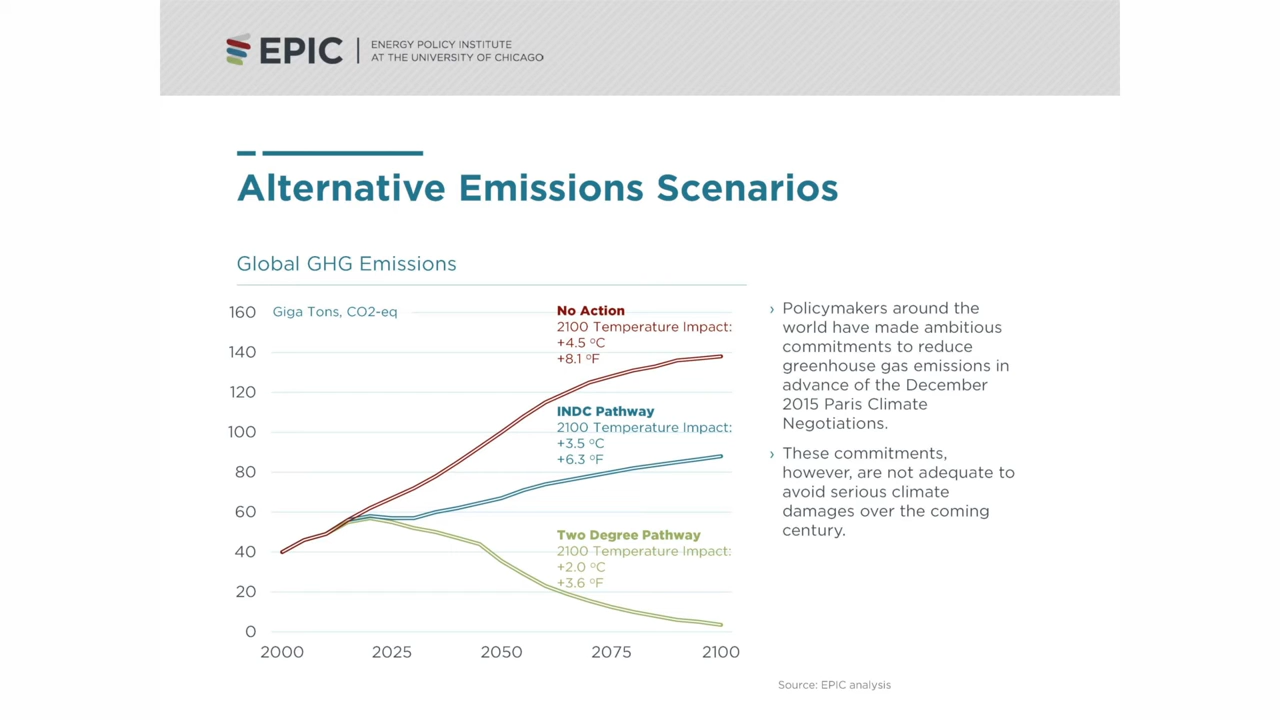 EPIC
ENERGY POLICY INSTITUTE
AT THE UNIVERSITY OF CHICAGO
Alternative Emissions Scenarios
Global GHG Emissions
Giga Tons, CO2-eq
160
140
120
100
80
60
40
20
0
2000
2025
2050
2075
2100
No Action
2100 Temperature Impact:
+4.5 ºC
+8.1 ºF
INDC Pathway
2100 Temperature Impact:
+3.5 ºC
+6.3 ºF
Two Degree Pathway
2100 Temperature Impact:
+2.0 ºC
+3.6 ºF
› Policymakers around the
world have made ambitious
commitments to reduce
greenhouse gas emissions in
advance of the December
2015 Paris Climate
Negotiations.
› These commitments,
however, are not adequate to
avoid serious climate
damages over the coming
century.
Source: EPIC analysis